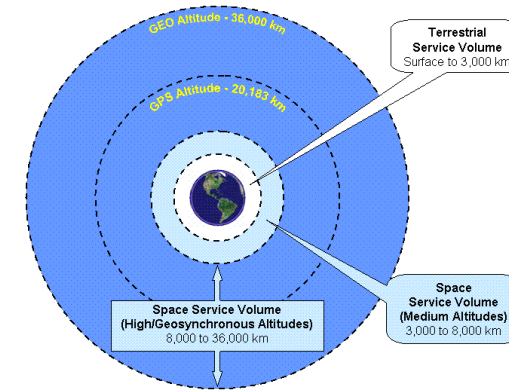 GEO Altitude - 36,000 km
GPS Altitude - 20,183 km
Terrestrial
Service Volume
Surface to 3,000 km
Space
Service Volume
(Medium Altitudes)
3,000 to 8,000 km
Space Service Volume
(High/Geosynchronous Altitudes)
8,000 to 36,000 km